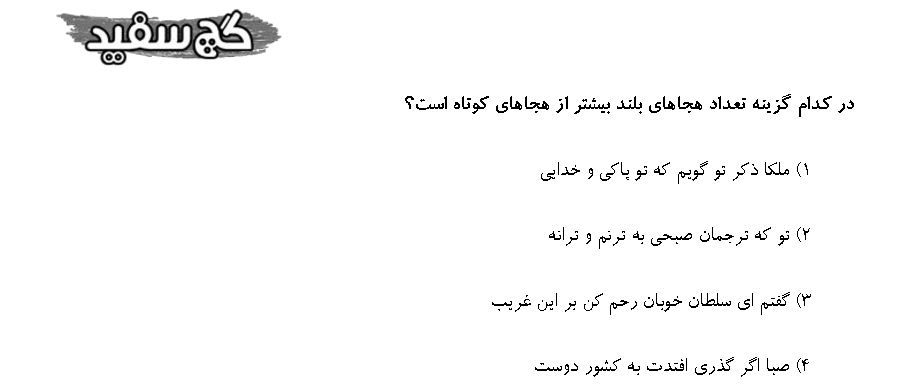 گچ سفید
در کدام گزینه تعداد هجاهای بلند بیشتر از هجاهای کوتاه است؟
۱) ملکا ذکر تو گویم که تو پاکی و خدایی
۲) تو که ترجمان صبحی به ترنم و ترانه
۳) گفتم ای سلطان خوبان رحم کن بر این غریب
۴) صبا اگر گذری افتدت به کشور دوست